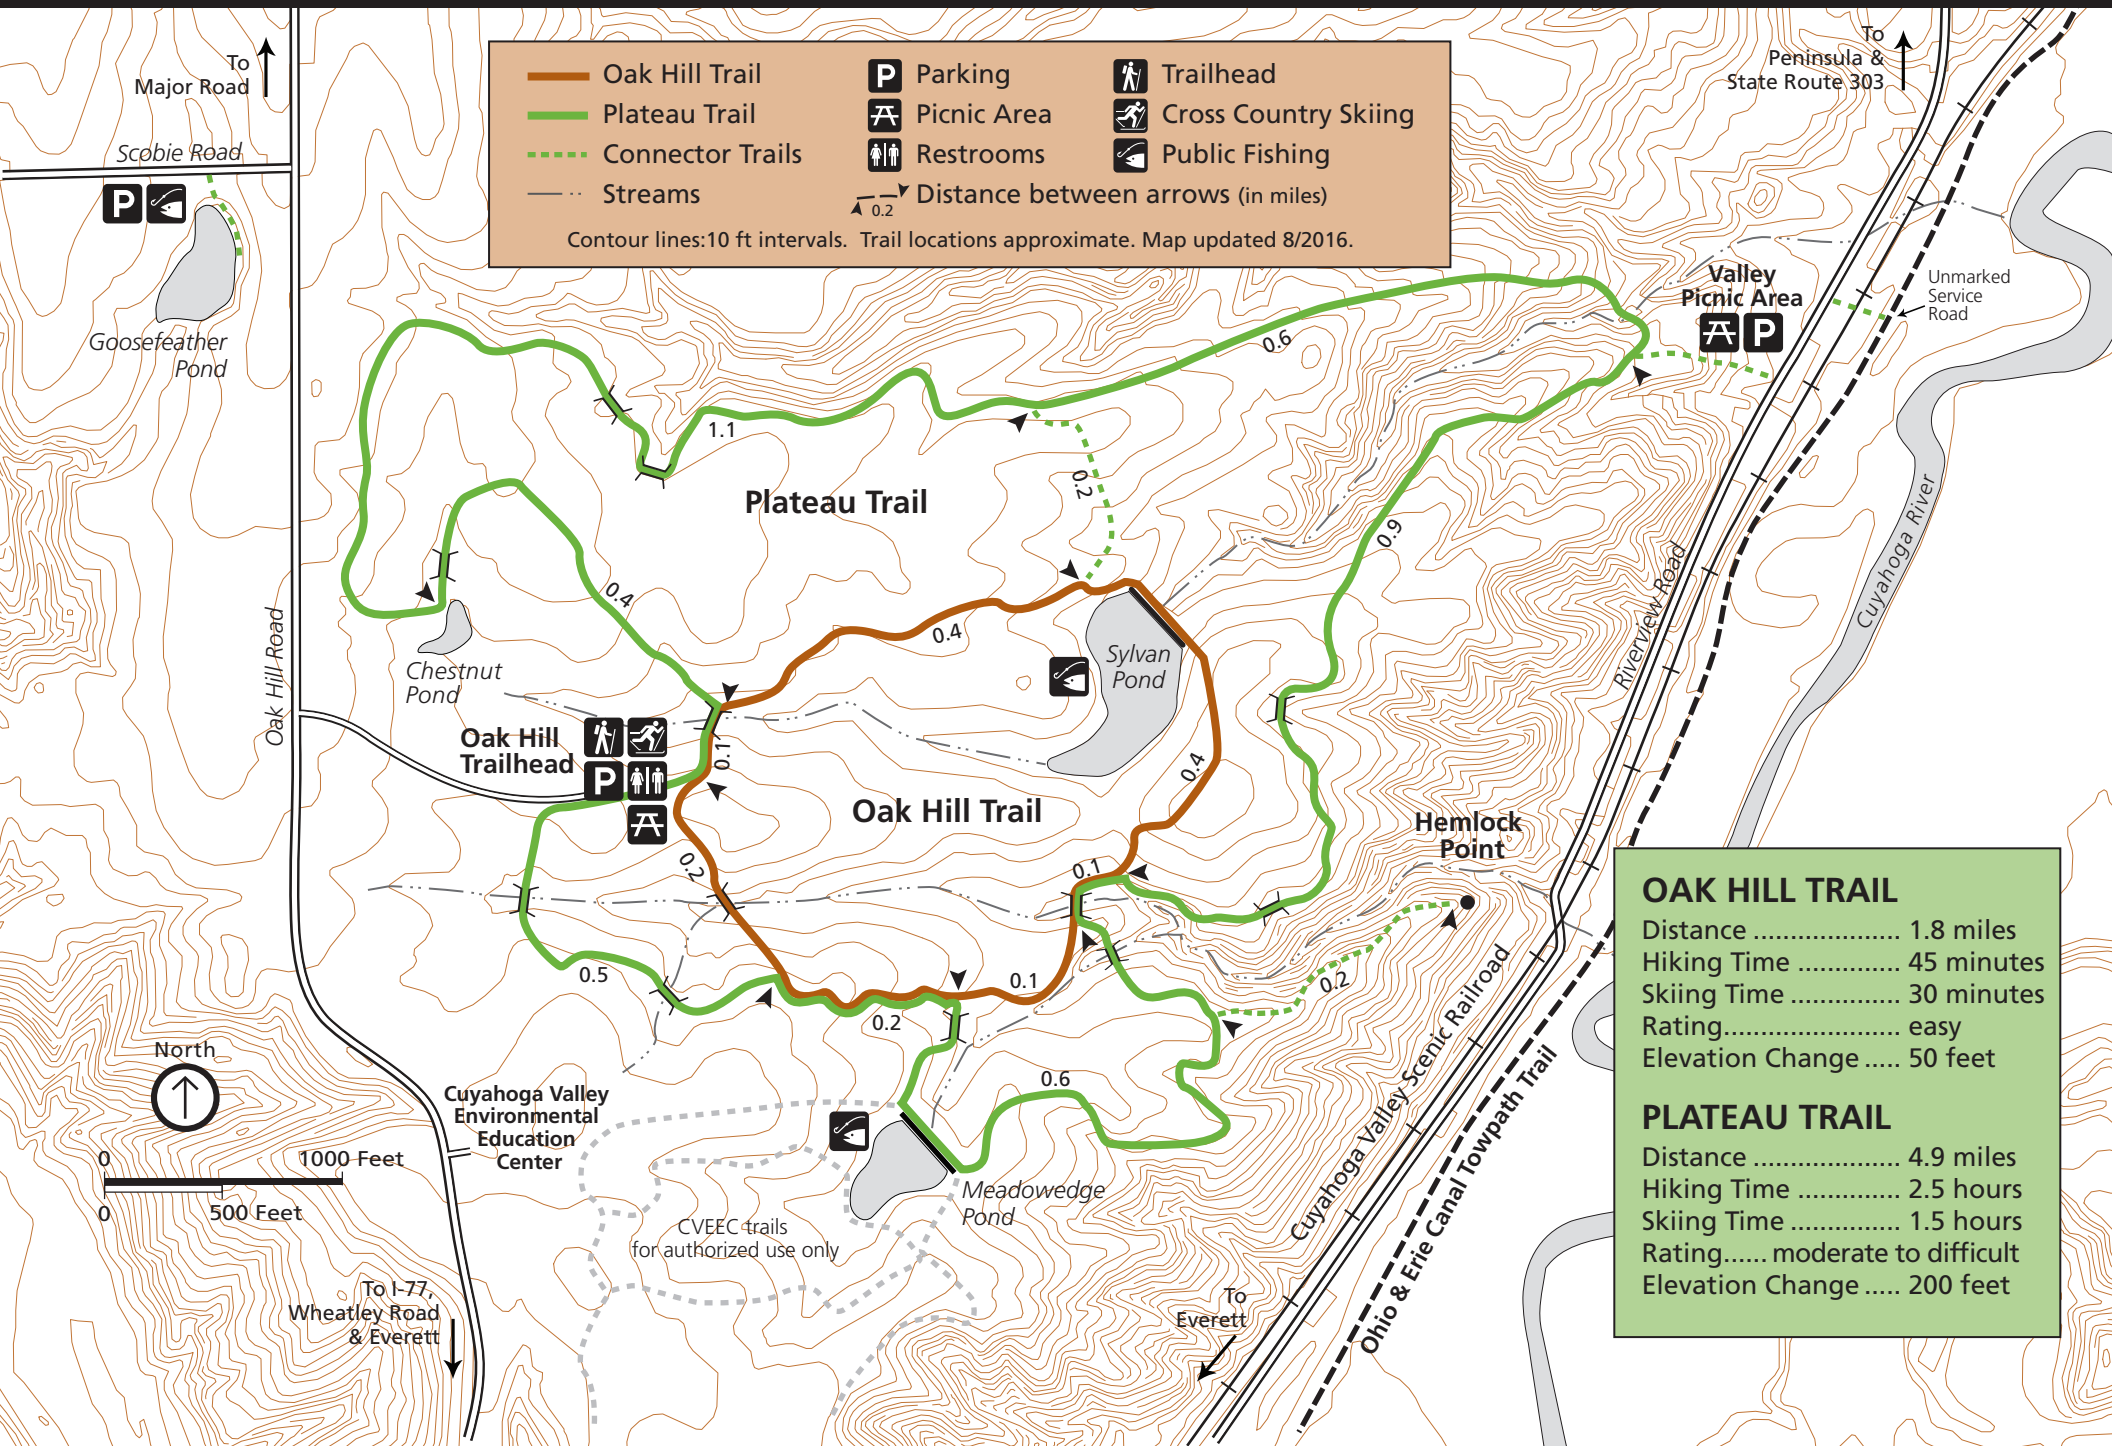 To
Major Road
Scobie Road
P
Goosefeather
Pond
Oak Hill Trail
Plateau Trail
Connector Trails
Streams
P Parking
Picnic Area
Restrooms
0.2 Distance between arrows (in miles)
Trailhead
Cross Country Skiing
Public Fishing
Contour lines:10 ft intervals. Trail locations approximate. Map updated 8/2016.
To
Peninsula &
State Route 303
Valley
Picnic Area
P
Unmarked
Service
Road
0.6
1.1
Plateau Trail
0.2
0.9
Cuyahoga River
Riverview Road
0.4
0.4
Chestnut
Pond
Oak Hill Road
Sylvan
Pond
Oak Hill
Trailhead
P
0.1
0.4
Oak Hill Trail
Hemlock
Point
0.2
0.1
0.5
0.1
0.2
0.2
0.6
North
0
1000 Feet
0
500 Feet
Cuyahoga Valley
Environmental
Education
Center
Meadowedge
Pond
CVEEC trails
for authorized use only
To I-77,
Wheatley Road
& Everett
To
Everett
Cuyahoga Valley Scenic Railroad
Ohio & Erie Canal Towpath Trail
OAK HILL TRAIL
Distance ................... 1.8 miles
Hiking Time ............. 45 minutes
Skiing Time ............... 30 minutes
Rating....................... easy
Elevation Change ..... 50 feet
PLATEAU TRAIL
Distance ................... 4.9 miles
Hiking Time ............. 2.5 hours
Skiing Time ............... 1.5 hours
Rating...... moderate to difficult
Elevation Change ..... 200 feet